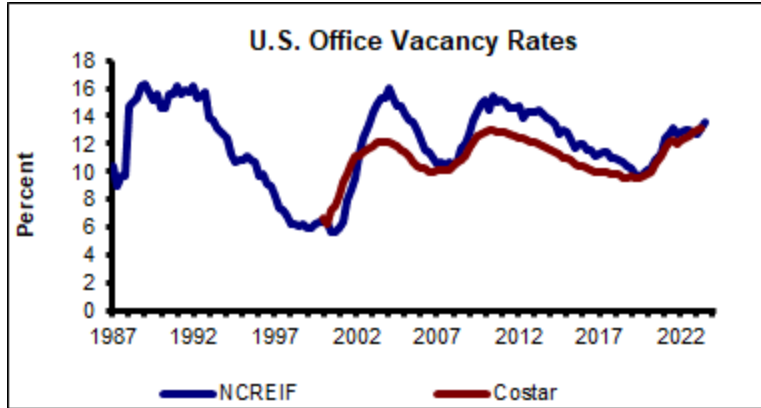 U.S. Office Vacancy Rates
Percent
18
16
14
12
10
8
6
4
2
0
1987 1992 1997 2002 2007 2012 2017 2022
NCREIF Costar